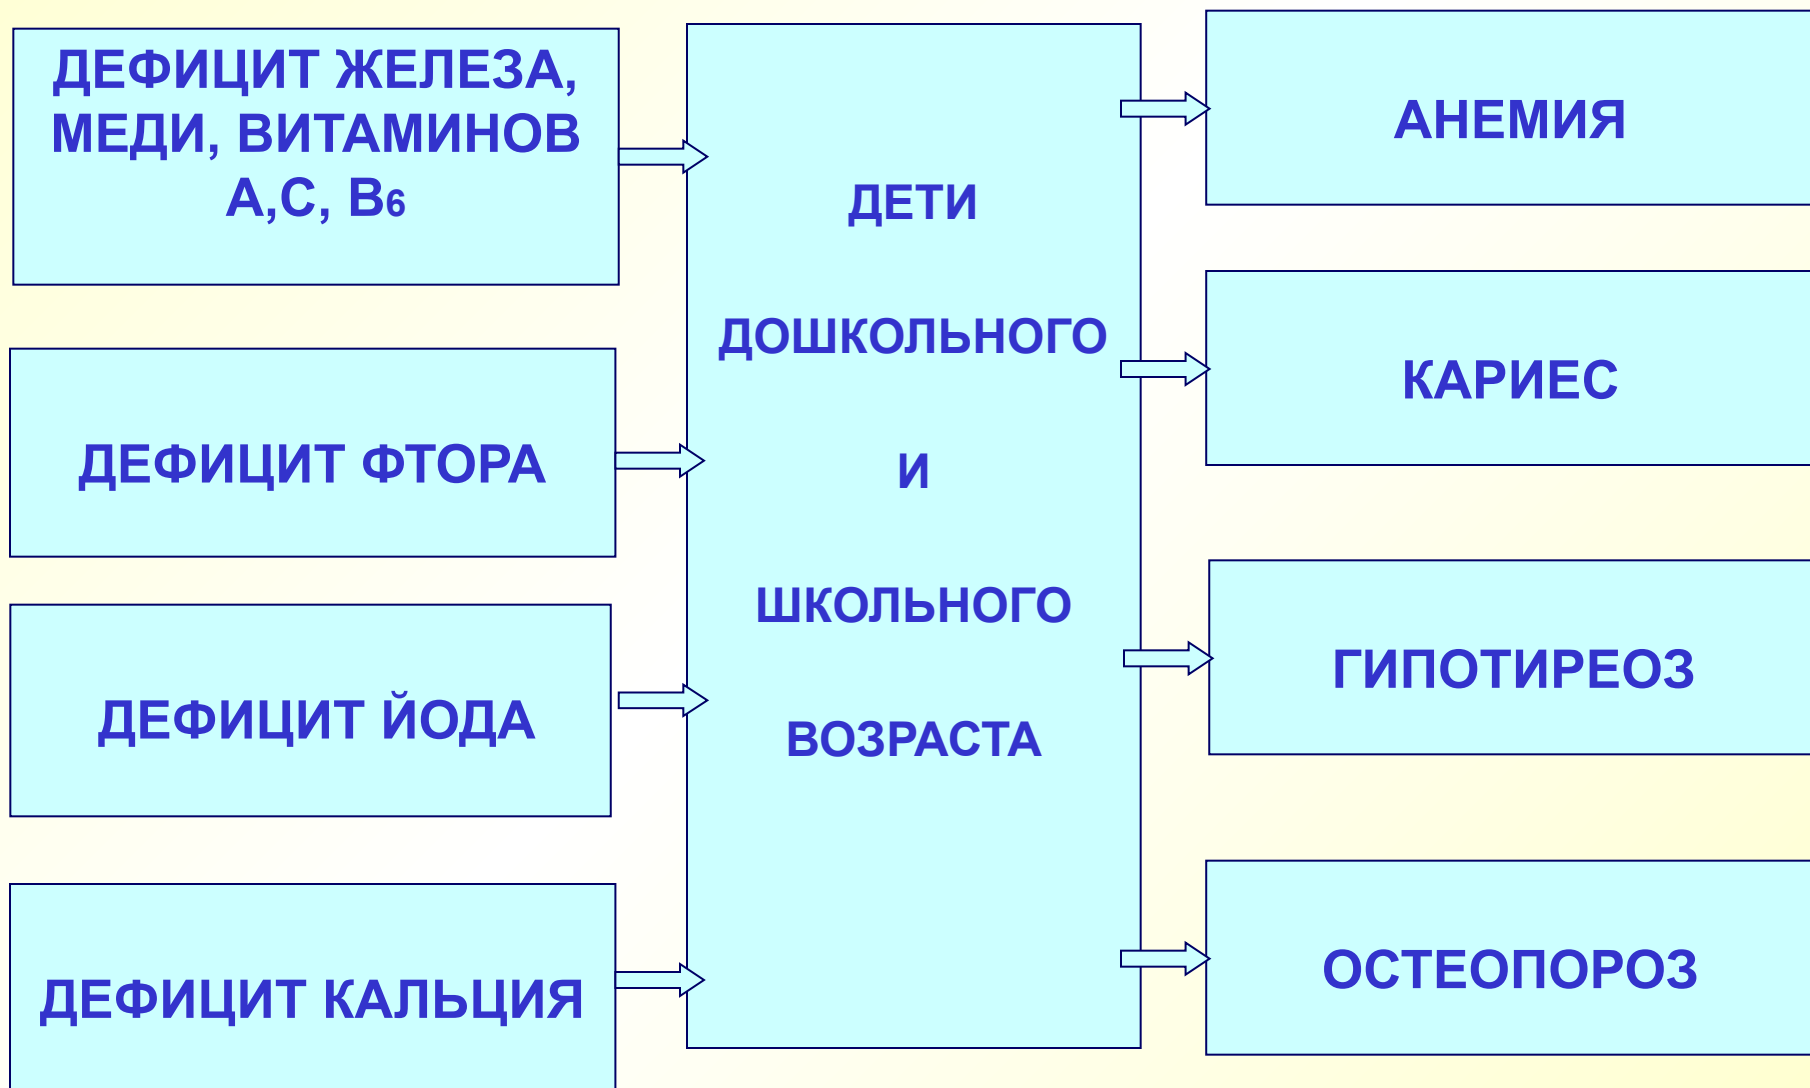 ДЕФИЦИТ ЖЕЛЕЗА,
МЕДИ, ВИТАМИНОВ
А,С, В6
ДЕФИЦИТ ФТОРА
ДЕФИЦИТ ЙОДА
ДЕФИЦИТ КАЛЬЦИЯ
ДЕТИ
ДОШКОЛЬНОГО
И
ШКОЛЬНОГО
ВОЗРАСТА
АНЕМИЯ
КАРИЕС
ГИПОТИРЕОЗ
ОСТЕОПОРОЗ